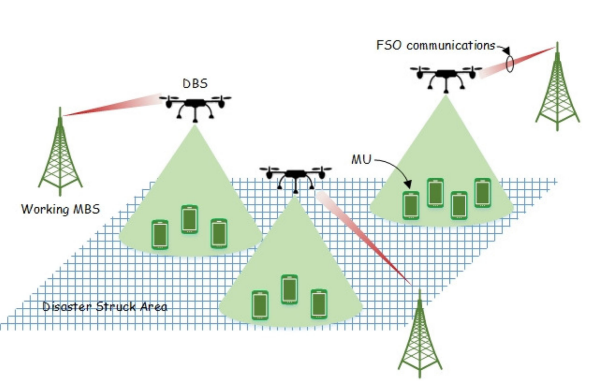 FSO communications
DBS
MU
Working MBS
Disaster Struck Area